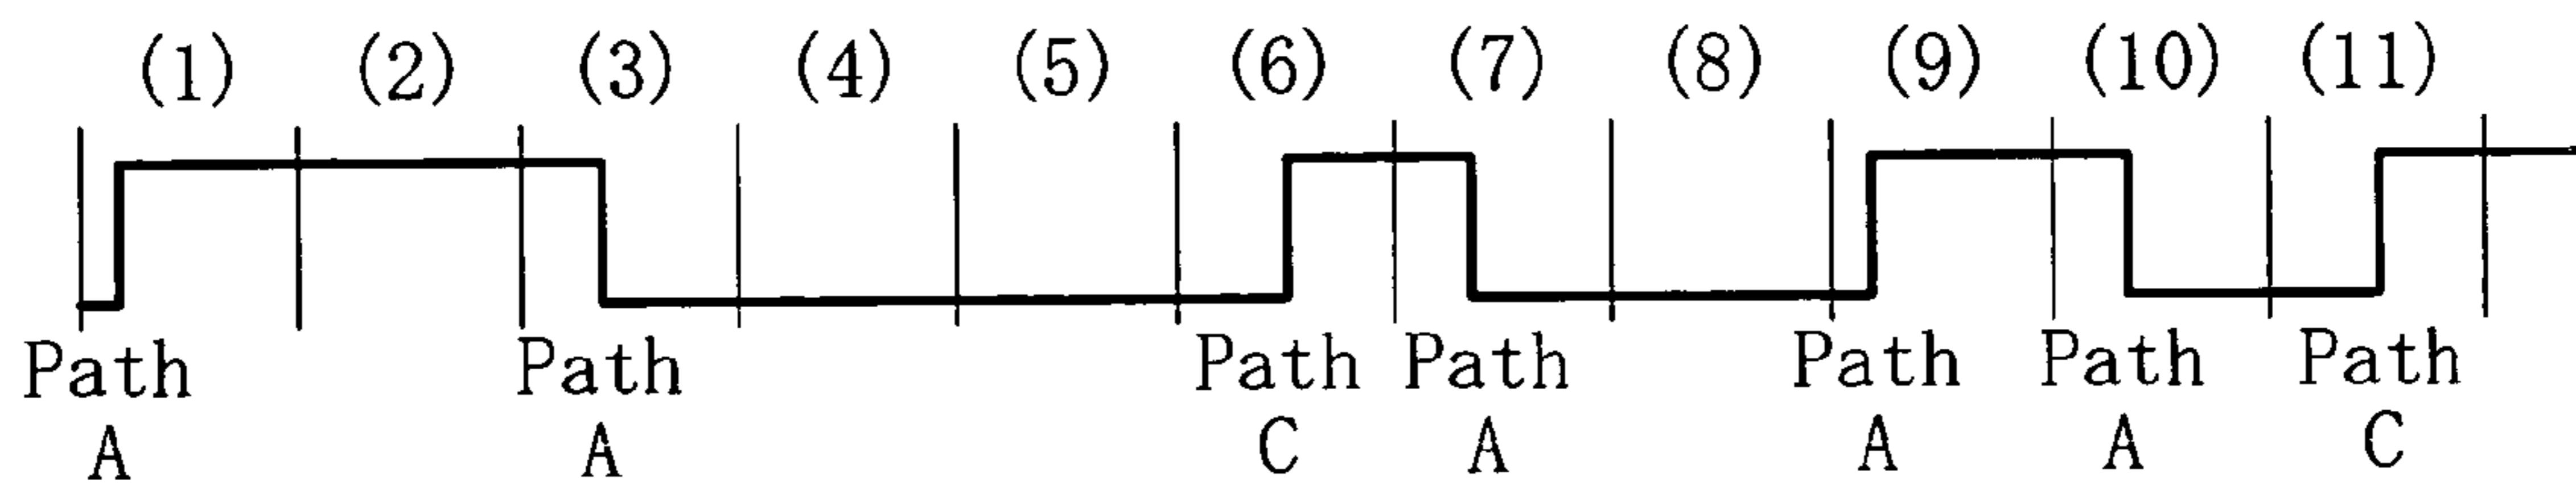 (1) (2) (3) (4) (5) (6) (7) (8) (9) (10) (11)
Path Path Path Path Path Path Path
A A C A A A C